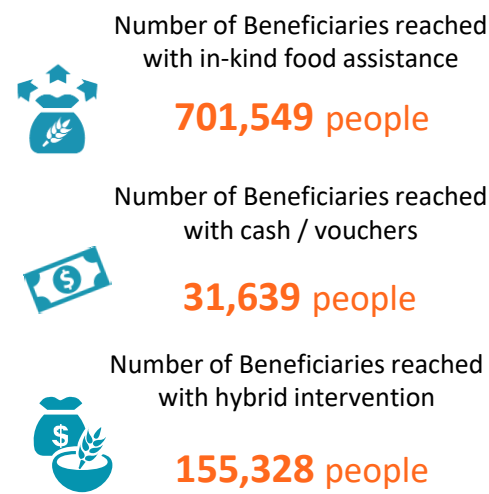 Number of Beneficiaries reached
with in-kind food assistance
701,549 people
Number of Beneficiaries reached
with cash / vouchers
$
31,639 people
Number of Beneficiaries reached
with hybrid intervention
$
155,328 people